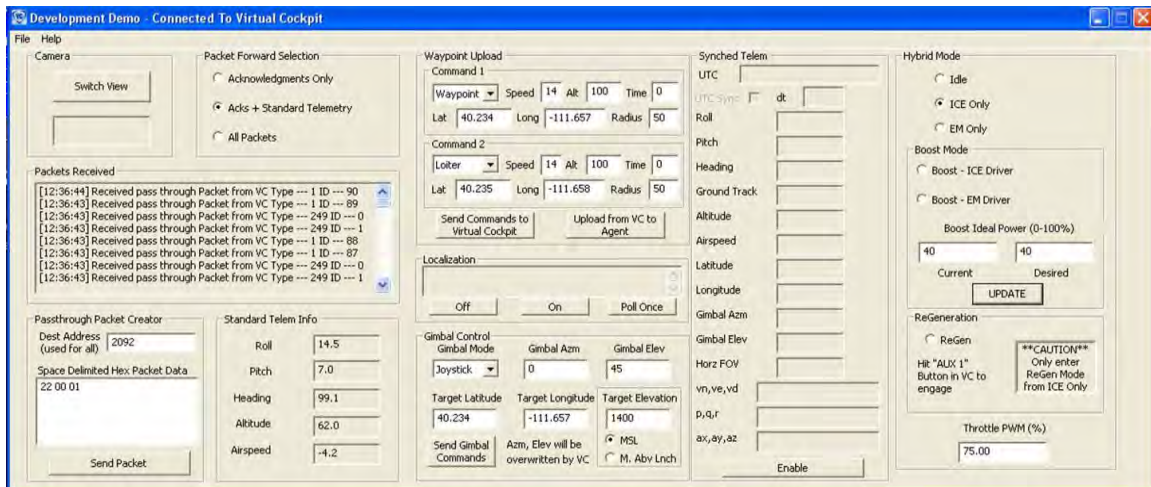 Development Demo - Connected To Virtual Cockpit
File Help
Camera
Switch View
Packet Forward Selection
Acknowledgments Only
Acks + Standard Telemetry
All Packets
Packets Received
[12:36:44] Received pass through Packet from VC Type --- 1 ID --- 90
[12:36:43] Received pass through Packet from VC Type --- 1 ID --- 89
[12:36:43] Received pass through Packet from VC Type --- 249 ID --- 0
[12:36:43] Received pass through Packet from VC Type --- 249 ID --- 1
[12:36:43] Received pass through Packet from VC Type --- 1 ID --- 88
[12:36:43] Received pass through Packet from VC Type --- 1 ID --- 87
[12:36:43] Received pass through Packet from VC Type --- 249 ID --- 0
[12:36:43] Received pass through Packet from VC Type --- 249 ID --- 1
Passthrough Packet Creator
Dest Address 2092
(used for all)
Space Delimited Hex Packet Data
22 00 01
Send Packet
Standard Telem Info
Roll 14.5
Pitch 7.0
Heading 99.1
Altitude 62.0
Airspeed -4.2
Waypoint Upload
Command 1
Waypoint Speed 14 Alt 100 Time 0
Lat 40.234 Long -111.657 Radius 50
Command 2
Loiter Speed 14 Alt 100 Time 0
Lat 40.235 Long -111.658 Radius 50
Send Commands to
Virtual Cockpit
Upload from VC to
Agent
Localization
Off On Poll Once
Gimbal Control
Gimbal Mode Gimbal Azm Gimbal Elev
Joystick 0 45
Target Latitude Target Longitude Target Elevation
40.234 -111.657 1400
Send Gimbal
Commands
Azm, Elev will be
overwritten by VC
MSL
M. Abv Lnch
Synched Telem
UTC
UTC Sync dt
Roll
Pitch
Heading
Ground Track
Altitude
Airspeed
Latitude
Longitude
Gimbal Azm
Gimbal Elev
Horz FOV
vn,ve,vd
p,q,r
ax,ay,az
Enable
Hybrid Mode
Idle
ICE Only
EM Only
Boost Mode
Boost - ICE Driver
Boost - EM Driver
Boost Ideal Power (0-100%)
40 40
Current Desired
UPDATE
ReGeneration
ReGen
Hit "AUX 1"
Button in VC to
engage
**CAUTION**
Only enter
ReGen Mode
from ICE Only
Throttle PWM (%)
75.00